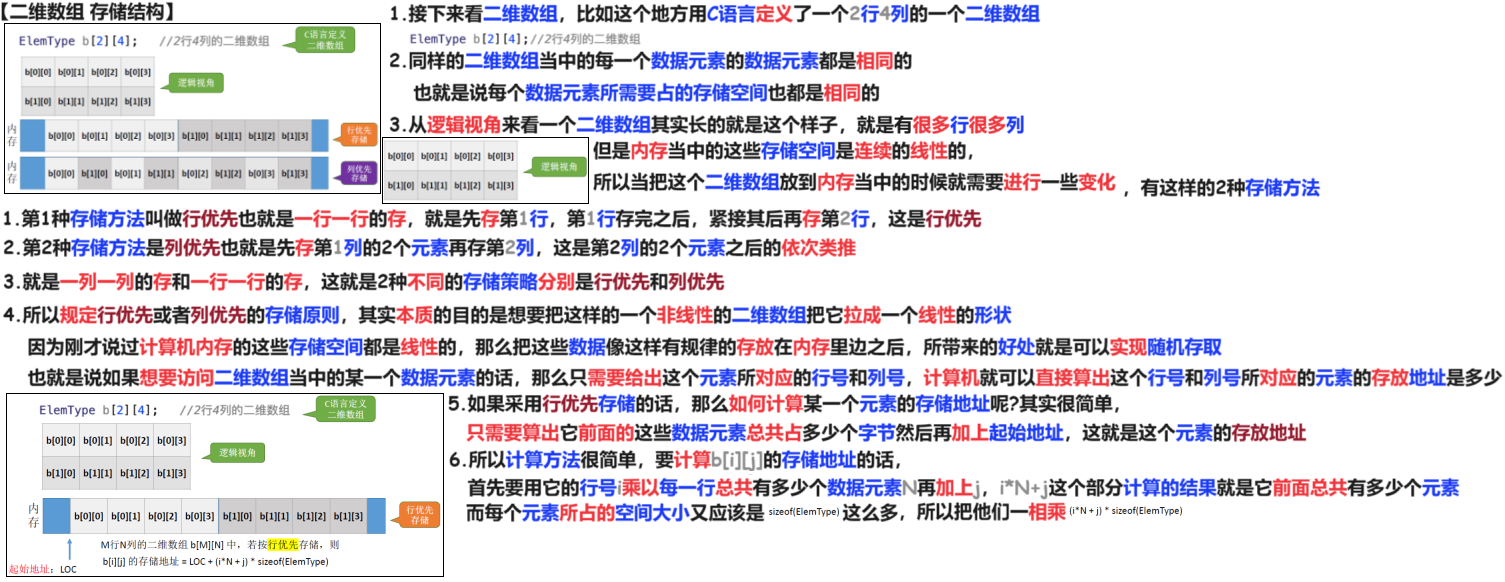 【二维数组 存储结构】
ElemType b[2][4]; //2行4列的二维数组
C语言定义
二维数组
b[0][0] b[0][1] b[0][2] b[0][3]
b[1][0] b[1][1] b[1][2] b[1][3]
逻辑视角
内存
b[0][0] b[0][1] b[0][2] b[0][3] b[1][0] b[1][1] b[1][2] b[1][3]
行优先
存储
内存
b[0][0] b[1][0] b[0][1] b[1][1] b[0][2] b[1][2] b[0][3] b[1][3]
列优先
存储
1.接下来看二维数组，比如这个地方用C语言定义了一个2行4列的一个二维数组
ElemType b[2][4];//2行4列的二维数组
2.同样的二维数组当中的每一个数据元素的数据元素都是相同的
也就是说每个数据元素所需要占的存储空间也都是相同的
3.从逻辑视角来看一个二维数组其实长的就是这个样子，就是有很多行很多列
b[0][0] b[0][1] b[0][2] b[0][3]
b[1][0] b[1][1] b[1][2] b[1][3]
逻辑视角
但是内存当中的这些存储空间是连续的线性的，
所以当把这个二维数组放到内存当中的时候就需要进行一些变化 ，有这样的2种存储方法
1.第1种存储方法叫做行优先也就是一行一行的存，就是先存第1行，第1行存完之后，紧接其后再存第2行，这是行优先
2.第2种存储方法是列优先也就是先存第1列的2个元素再存第2列，这是第2列的2个元素之后的依次类推
3.就是一列一列的存和一行一行的存，这就是2种不同的存储策略分别是行优先和列优先
4.所以规定行优先或者列优先的存储原则，其实本质的目的是想要把这样的一个非线性的二维数组把它拉成一个线性的形状
因为刚才说过计算机内存的这些存储空间都是线性的，那么把这些数据像这样有规律的存放在内存里边之后，所带来的好处就是可以实现随机存取
也就是说如果想要访问二维数组当中的某一个数据元素的话，那么只需要给出这个元素所对应的行号和列号，计算机就可以直接算出这个行号和列号所对应的元素的存放地址是多少
ElemType b[2][4]; //2行4列的二维数组
C语言定义
二维数组
b[0][0] b[0][1] b[0][2] b[0][3]
b[1][0] b[1][1] b[1][2] b[1][3]
逻辑视角
内存
b[0][0] b[0][1] b[0][2] b[0][3] b[1][0] b[1][1] b[1][2] b[1][3]
行优先
存储
M行N列的二维数组 b[M][N] 中，若按行优先存储，则
b[i][j] 的存储地址 = LOC + (i*N + j) * sizeof(ElemType)
起始地址：LOC
5.如果采用行优先存储的话，那么如何计算某一个元素的存储地址呢?其实很简单，
只需要算出它前面的这些数据元素总共占多少个字节然后再加上起始地址，这就是这个元素的存放地址
6.所以计算方法很简单，要计算b[i][j]的存储地址的话，
首先要用它的行号i乘以每一行总共有多少个数据元素N再加上j，i*N+j这个部分计算的结果就是它前面总共有多少个元素
而每个元素所占的空间大小又应该是 sizeof(ElemType) 这么多，所以把他们一相乘 (i*N + j) * sizeof(ElemType)